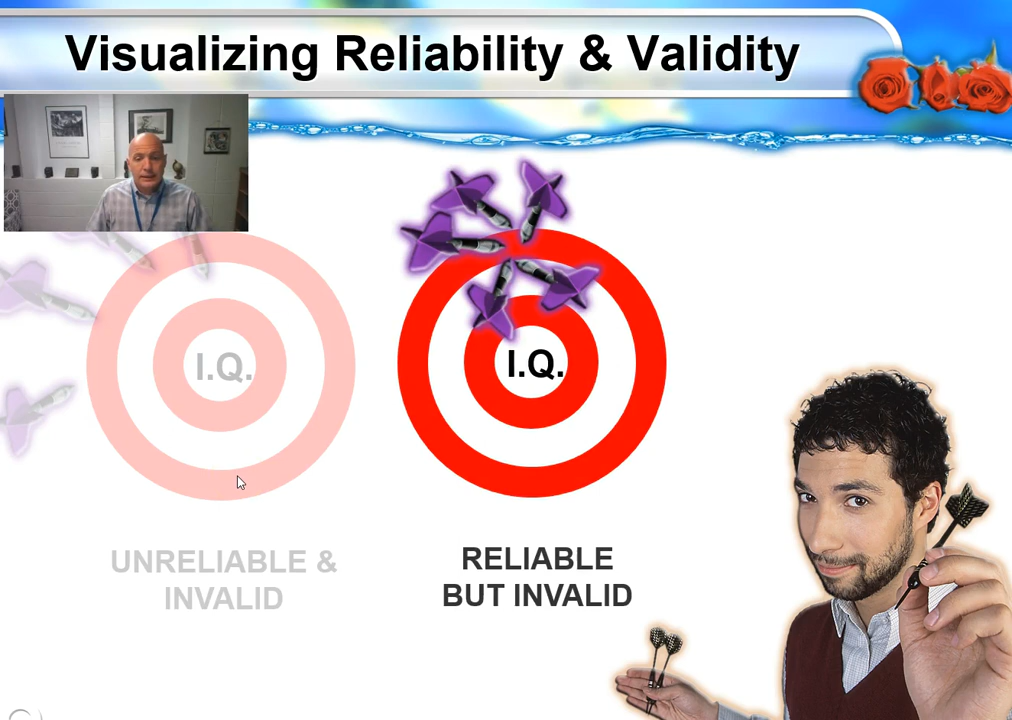 Visualizing Reliability & Validity
I.Q.
I.Q.
UNRELIABLE &
INVALID
RELIABLE
BUT INVALID